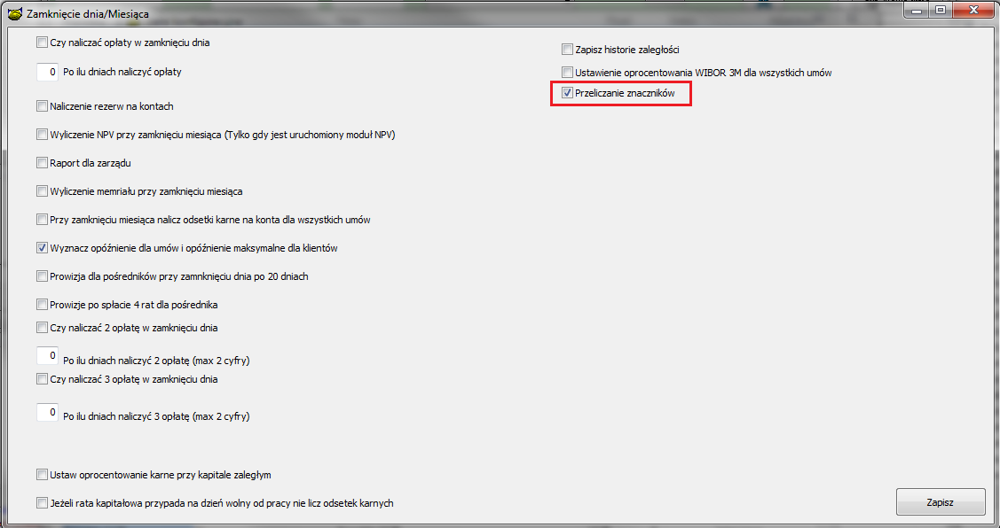 Zamknięcie dnia/Miesiąca
Czy naliczać opłaty w zamknięciu dnia
0 Po ilu dniach naliczyć opłaty
Naliczenie rezerw na kontach
Wyliczenie NPV przy zamknięciu miesiąca (Tylko gdy jest uruchomiony moduł NPV)
Raport dla zarządu
Wyliczenie memriału przy zamknięciu miesiąca
Przy zamknięciu miesiąca nalicz odsetki karne na konta dla wszystkich umów
Wyznacz opóźnienie dla umów i opóźnienie maksymalne dla klientów
Prowizja dla pośredników przy zamnknięciu dnia po 20 dniach
Prowizje po spłacie 4 rat dla pośrednika
Czy naliczać 2 opłatę w zamknięciu dnia
0 Po ilu dniach naliczyć 2 opłatę (max 2 cyfry)
Czy naliczać 3 opłatę w zamknięciu dnia
0 Po ilu dniach naliczyć 3 opłatę (max 2 cyfry)
Ustaw oprocentowanie karne przy kapitale zaległym
Jeżeli rata kapitałowa przypada na dzień wolny od pracy nie licz odsetek karnych
Zapisz historie zaległości
Ustawienie oprocentowania WIBOR 3M dla wszystkich umów
Przeliczanie znaczników
Zapisz